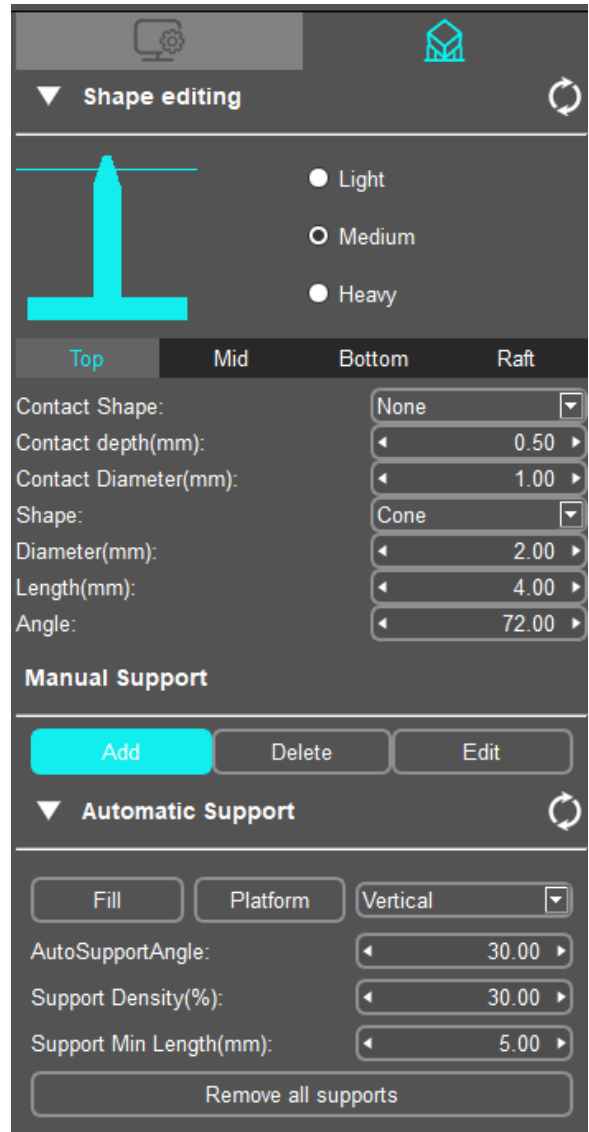 Shape editing
Light
Medium
Heavy
Top Mid Bottom Raft
Contact Shape: None
Contact depth(mm): 0.50
Contact Diameter(mm): 1.00
Shape: Cone
Diameter(mm): 2.00
Length(mm): 4.00
Angle: 72.00
Manual Support
Add Delete Edit
Automatic Support
Fill Platform Vertical
AutoSupportAngle: 30.00
Support Density(%): 30.00
Support Min Length(mm): 5.00
Remove all supports